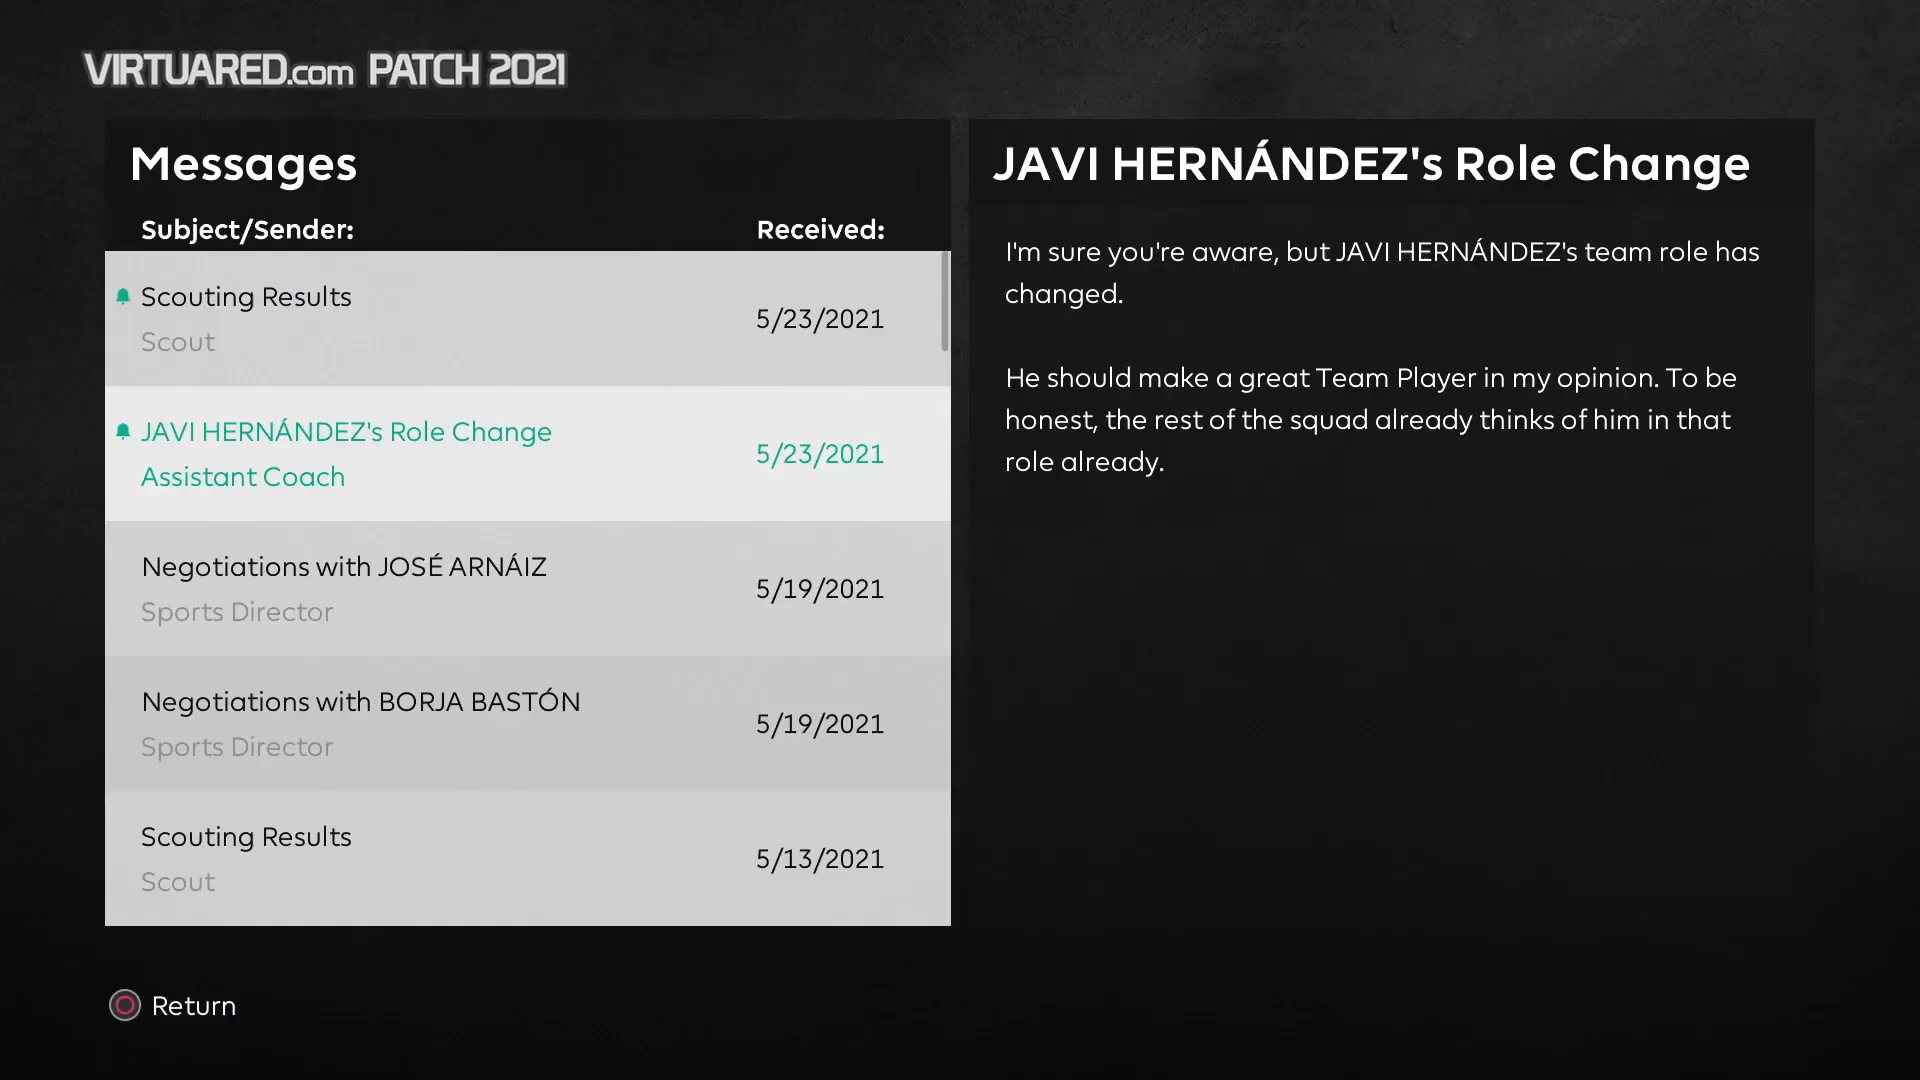 VIRTUARED.com PATCH 2021
Messages
Subject/Sender:
Received:
Scouting Results
Scout
5/23/2021
JAVI HERNÁNDEZ's Role Change
Assistant Coach
5/23/2021
Negotiations with JOSÉ ARNÁIZ
Sports Director
5/19/2021
Negotiations with BORJA BASTÓN
Sports Director
5/19/2021
Scouting Results
Scout
5/13/2021
JAVI HERNÁNDEZ's Role Change
I'm sure you're aware, but JAVI HERNÁNDEZ's team role has
changed.
He should make a great Team Player in my opinion. To be
honest, the rest of the squad already thinks of him in that
role already.
Return